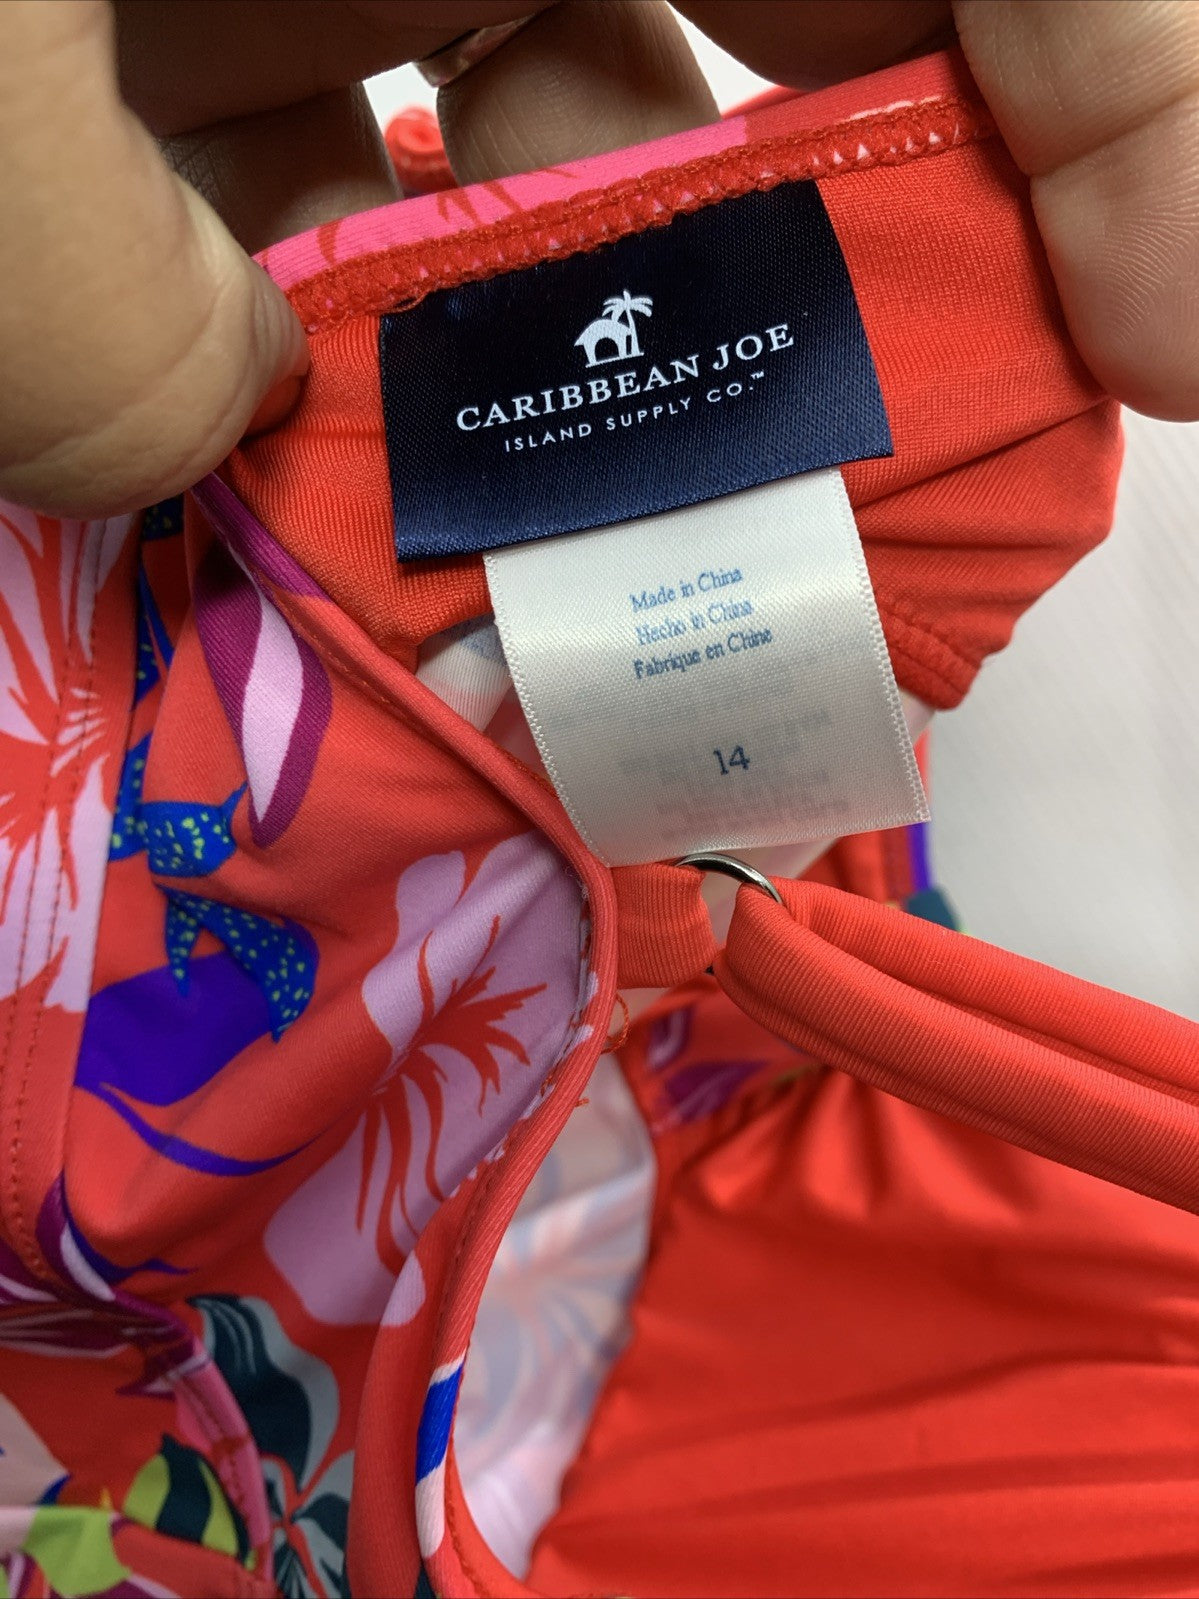 CARIBBEAN JOE
ISLAND SUPPLY CO.™
Made in China
Hecho in China
Fabrique en Chine
14